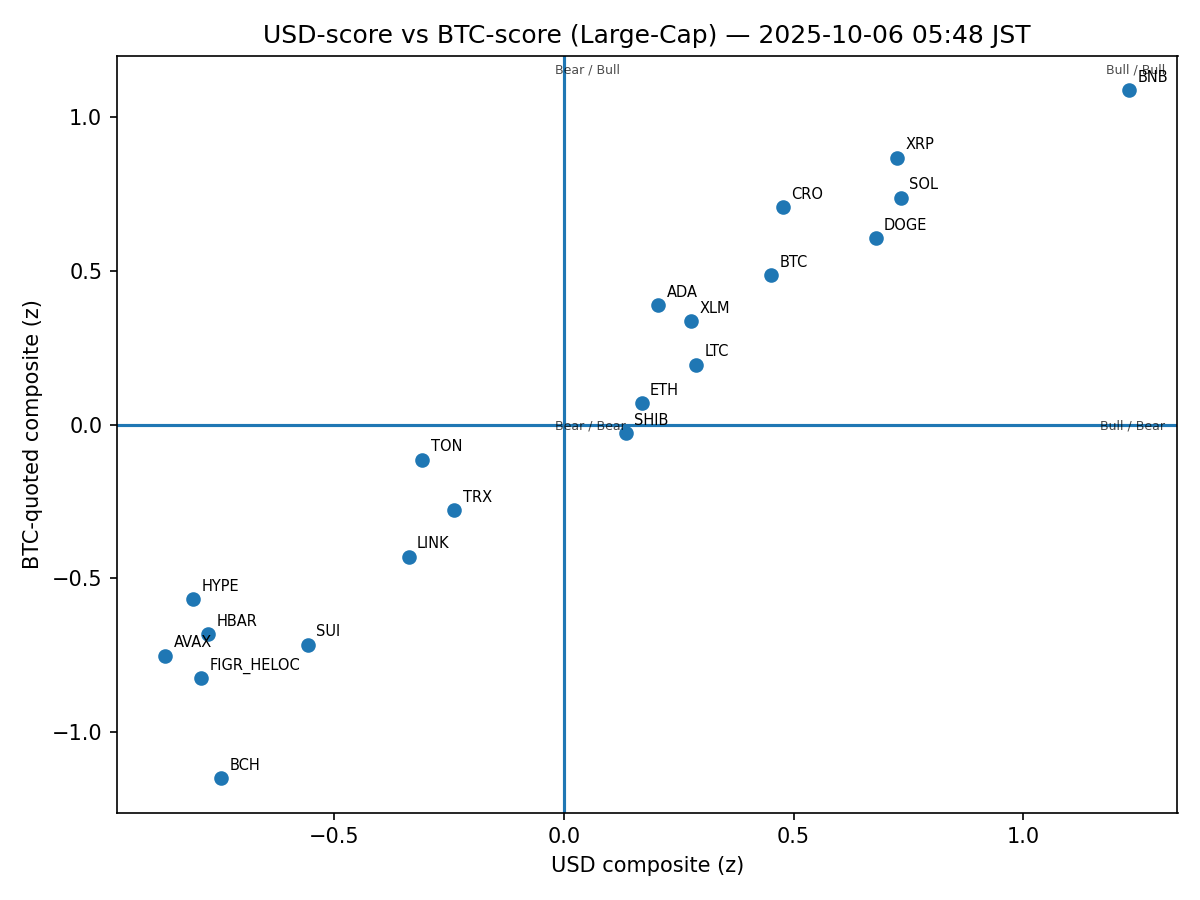 USD-score vs BTC-score (Large-Cap) — 2025-10-06 05:48 JST
Bear / Bull
Bull / Bull
BNB
1.0
XRP
SOL
CRO
DOGE
0.5
BTC
ADA
XLM
LTC
ETH
SHIB
0.0
Bear / Bear
Bull / Bear
TON
TRX
LINK
−0.5
HYPE
HBAR
SUI
AVAX
FIGR_HELOC
−1.0
BCH
BTC-quoted composite (z)
−0.5
0.0
0.5
1.0
USD composite (z)